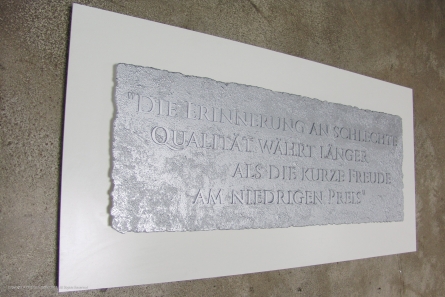 "DIE ERINNERUNG AN SCHLECHTE
QUALITÄT WÄHRT LÄNGER
ALS DIE KURZE FREUDE
AM NIEDRIGEN PREIS"